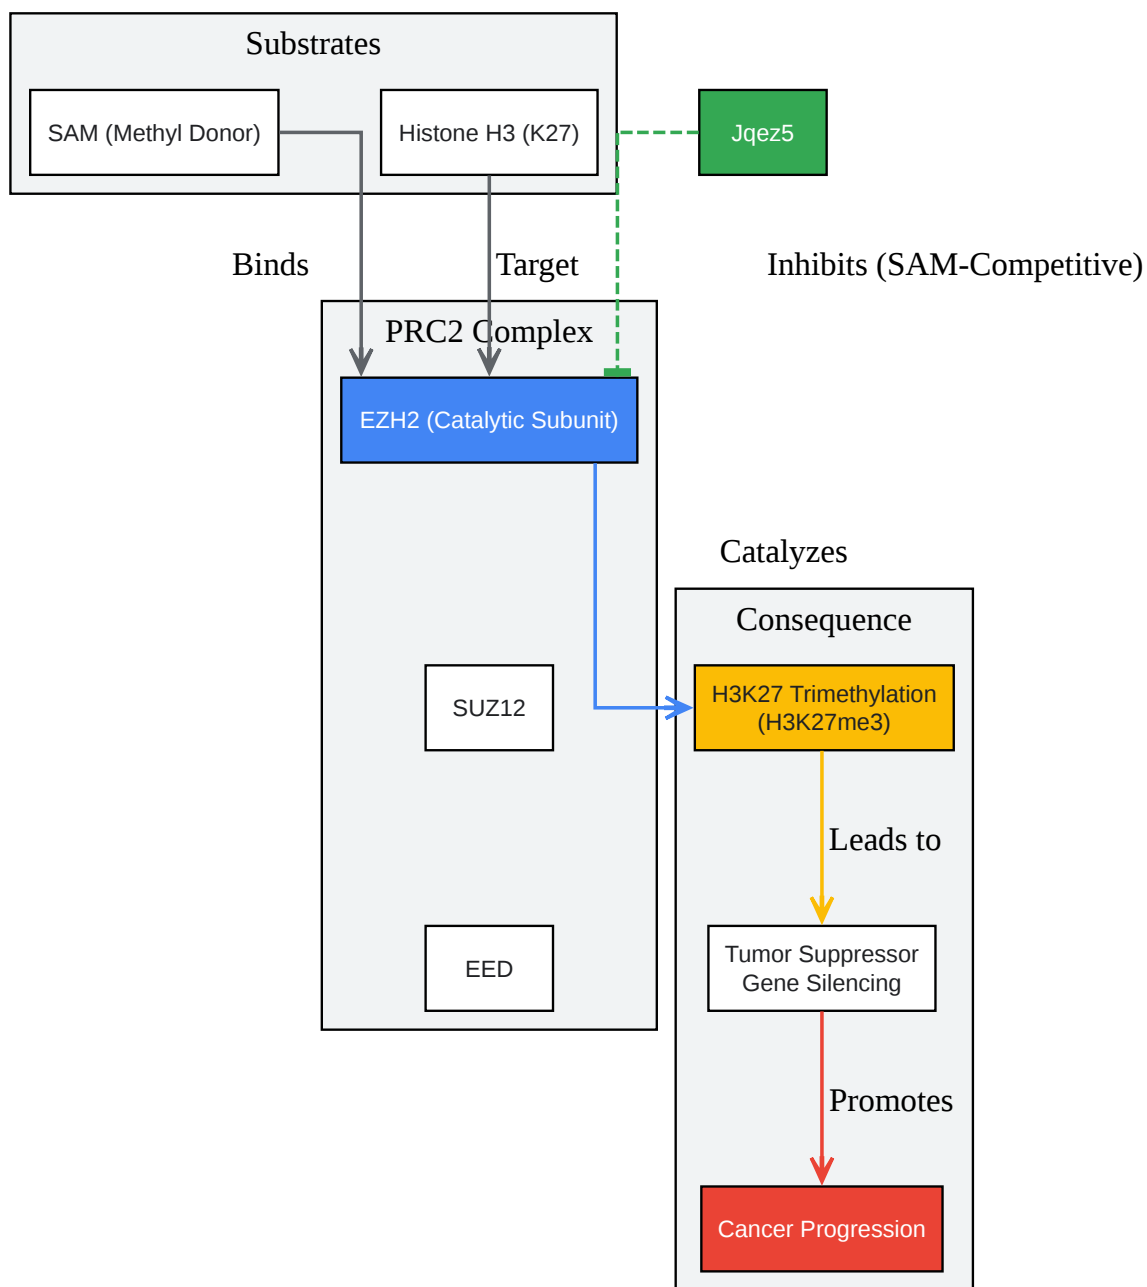 Substrates
SAM (Methyl Donor)
Histone H3 (K27)
Jqez5
Binds
Target
Inhibits (SAM-Competitive)
PRC2 Complex
EZH2 (Catalytic Subunit)
Catalyzes
Consequence
H3K27 Trimethylation
(H3K27me3)
SUZ12
Leads to
Tumor Suppressor
Gene Silencing
EED
Promotes
Cancer Progression